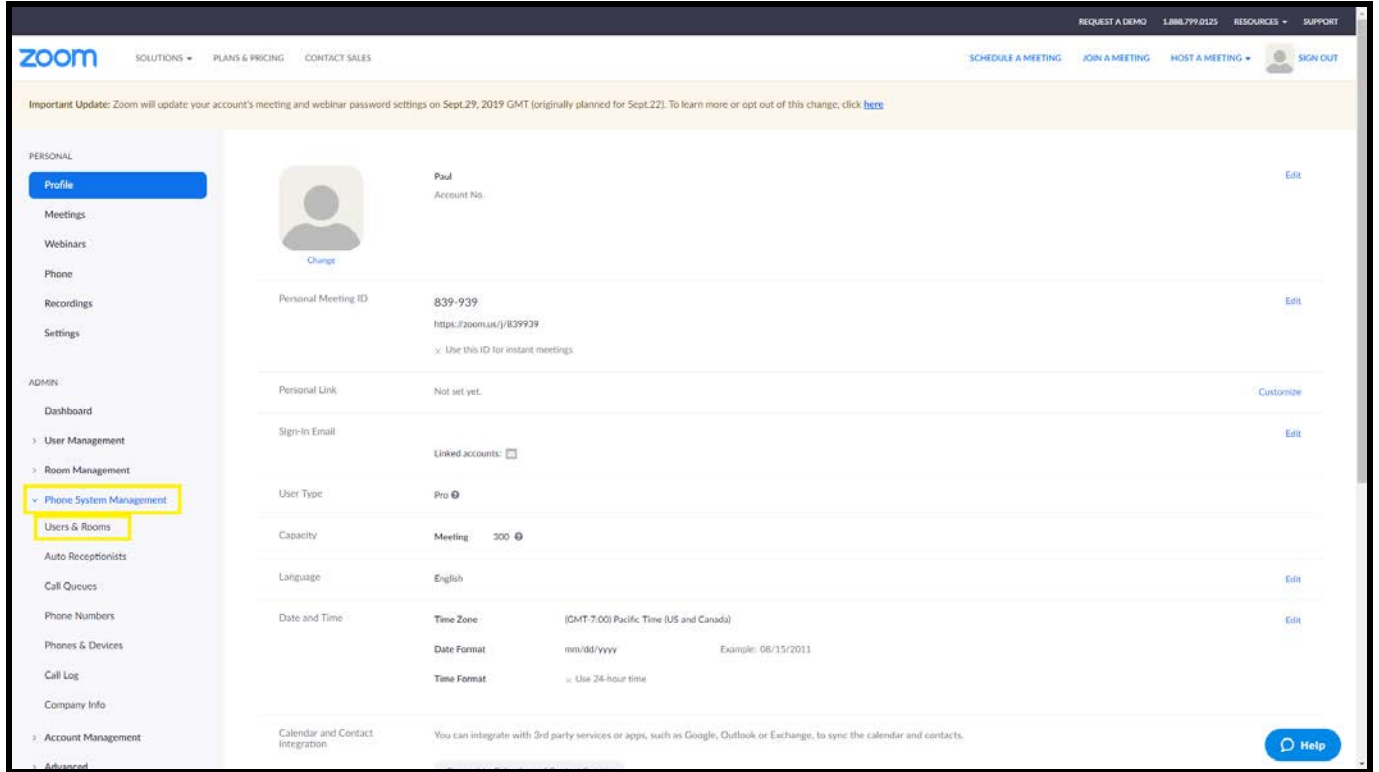 REQUEST A DEMO 1.888.799.0125 RESOURCES SUPPORT
zoom SOLUTIONS PLANS & PRICING CONTACT SALES SCHEDULE A MEETING JOIN A MEETING HOST A MEETING SIGN OUT
Important Update: Zoom will update your account's meeting and webinar password settings on Sept.29, 2019 GMT (originally planned for Sept.22). To learn more or opt out of this change, click here
PERSONAL
Profile
Meetings
Webinars
Phone
Recordings
Settings
ADMIN
Dashboard
User Management
Room Management
Phone System Management
Users & Rooms
Auto Receptionists
Call Queues
Phone Numbers
Phones & Devices
Call Log
Company Info
Account Management
Advanced
Change
Paul Edit
Account No.
Personal Meeting ID 839-939 Edit
https://zoom.us/j/839939
Use this ID for instant meetings
Personal Link Not set yet. Customize
Sign-In Email Edit
Linked accounts:
User Type Pro
Capacity Meeting 300
Language English Edit
Date and Time Time Zone (GMT-7:00) Pacific Time (US and Canada) Edit
Date Format mm/dd/yyyy Example: 08/15/2011
Time Format Use 24-hour time
Calendar and Contact Integration You can integrate with 3rd party services or apps, such as Google, Outlook or Exchange, to sync the calendar and contacts.
Help